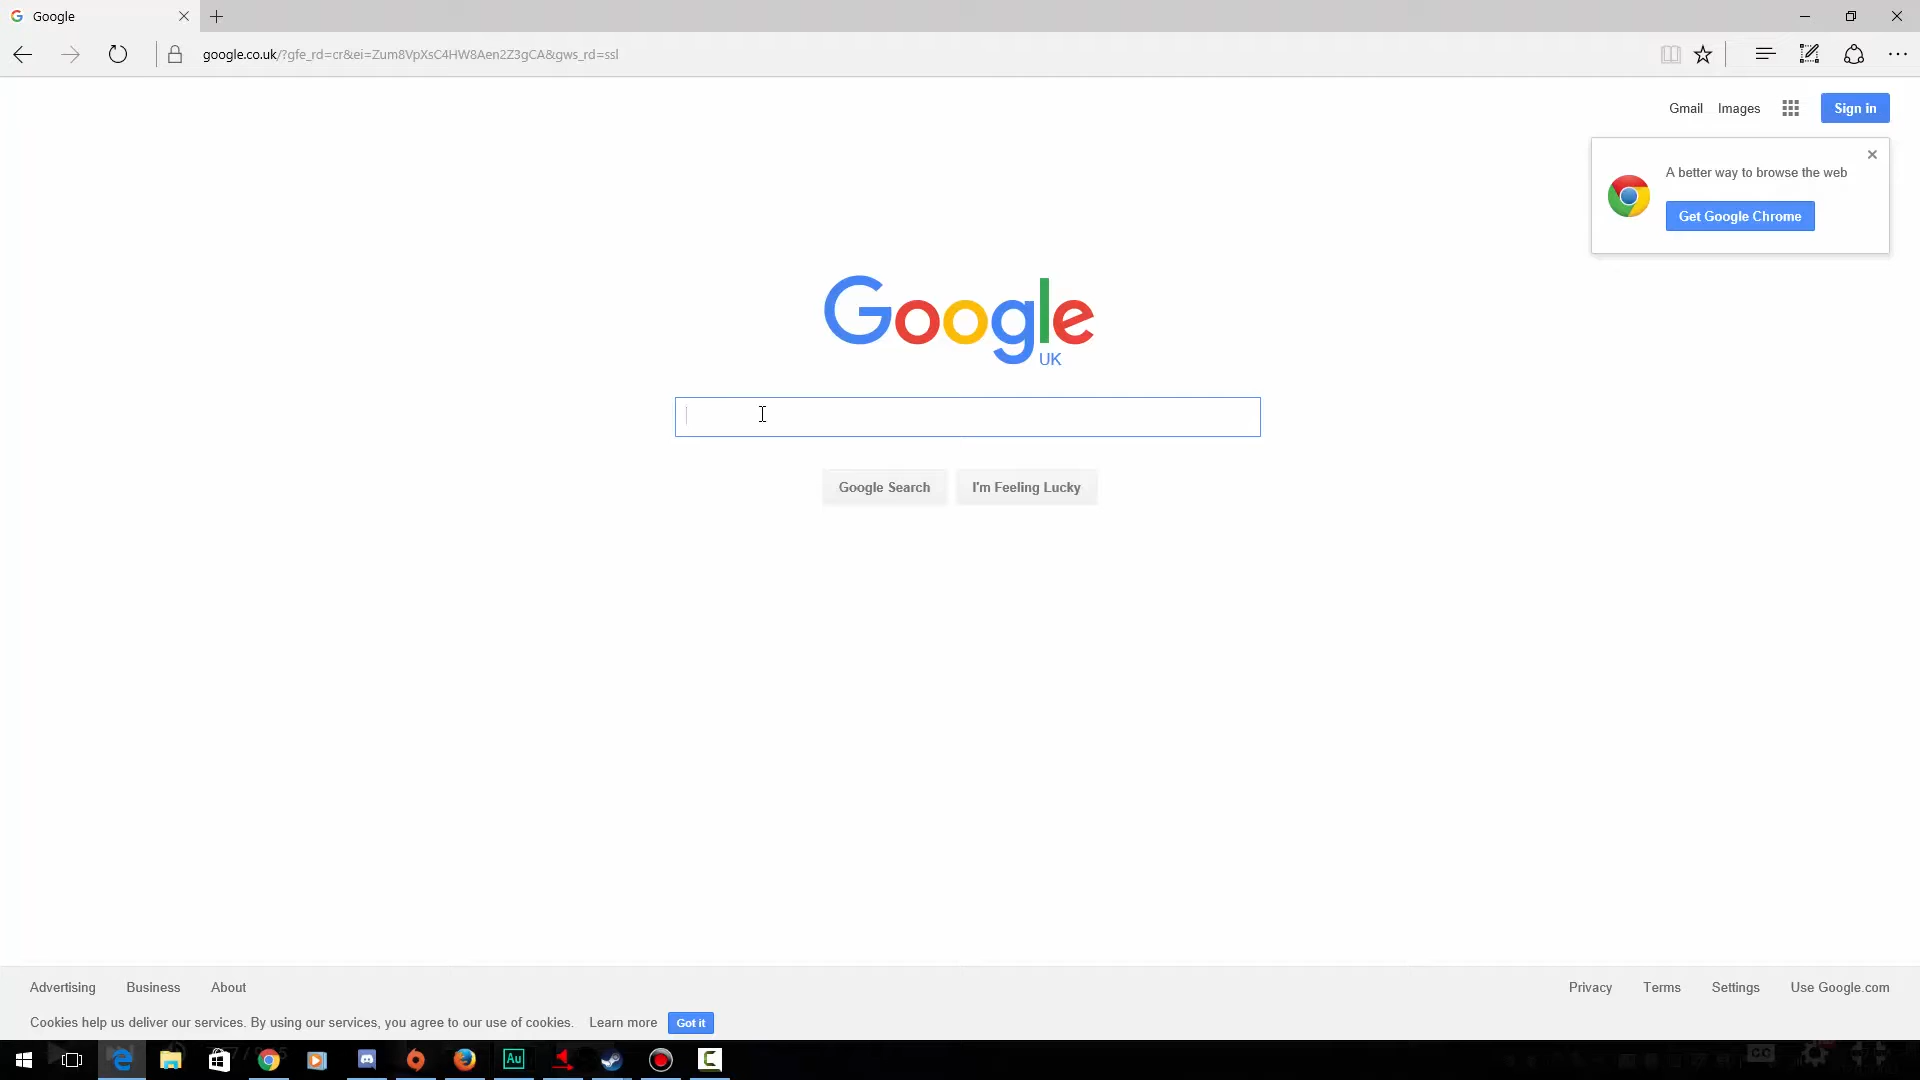 Google
google.co.uk/?gfe_rd=cr&ei=Zum8VpXsC4HW8Aen2Z3gCA&gws_rd=ssl
Gmail Images Sign in
A better way to browse the web
Get Google Chrome
Google
UK
Google Search I'm Feeling Lucky
Advertising Business About Privacy Terms Settings Use Google.com
Cookies help us deliver our services. By using our services, you agree to our use of cookies. Learn more Got it
Au CC